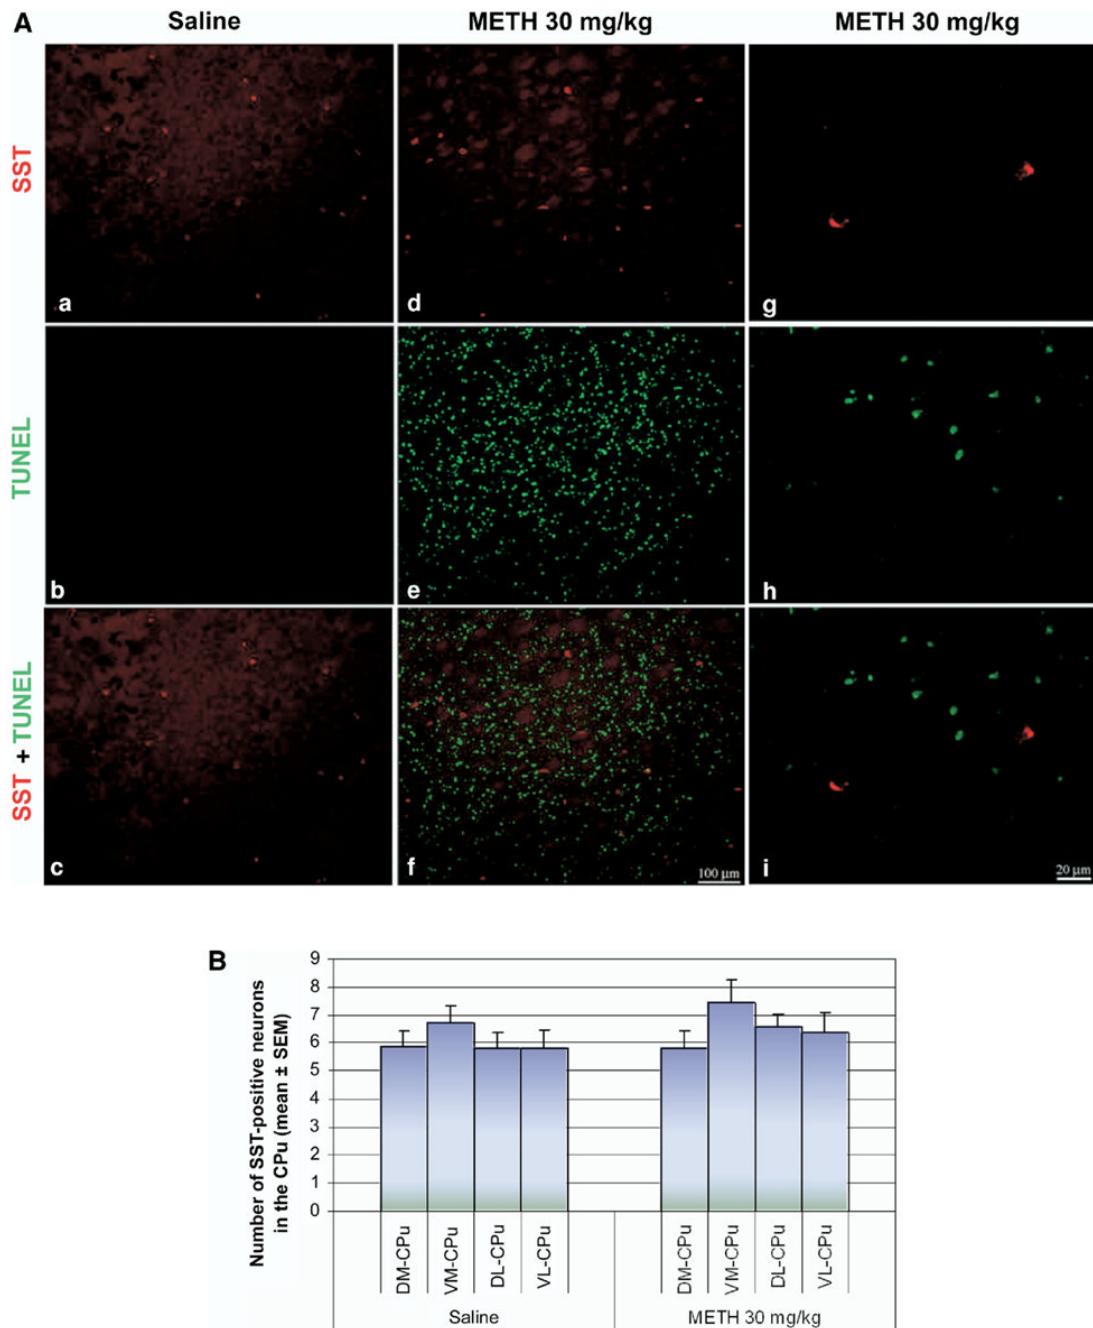 A
Saline
METH 30 mg/kg
METH 30 mg/kg
SST
a
d
g
TUNEL
b
e
h
SST + TUNEL
c
f
100 µm
i
20 µm
B
Number of SST-positive neurons
in the CPu (mean ± SEM)
9
8
7
6
5
4
3
2
1
0
DM-CPu
VM-CPu
DL-CPu
VL-CPu
DM-CPu
VM-CPu
DL-CPu
VL-CPu
Saline
METH 30 mg/kg